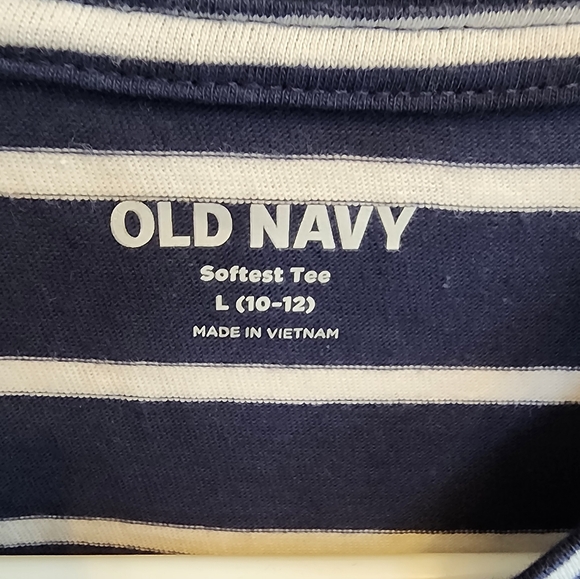 OLD NAVY
Softest Tee
L (10-12)
MADE IN VIETNAM